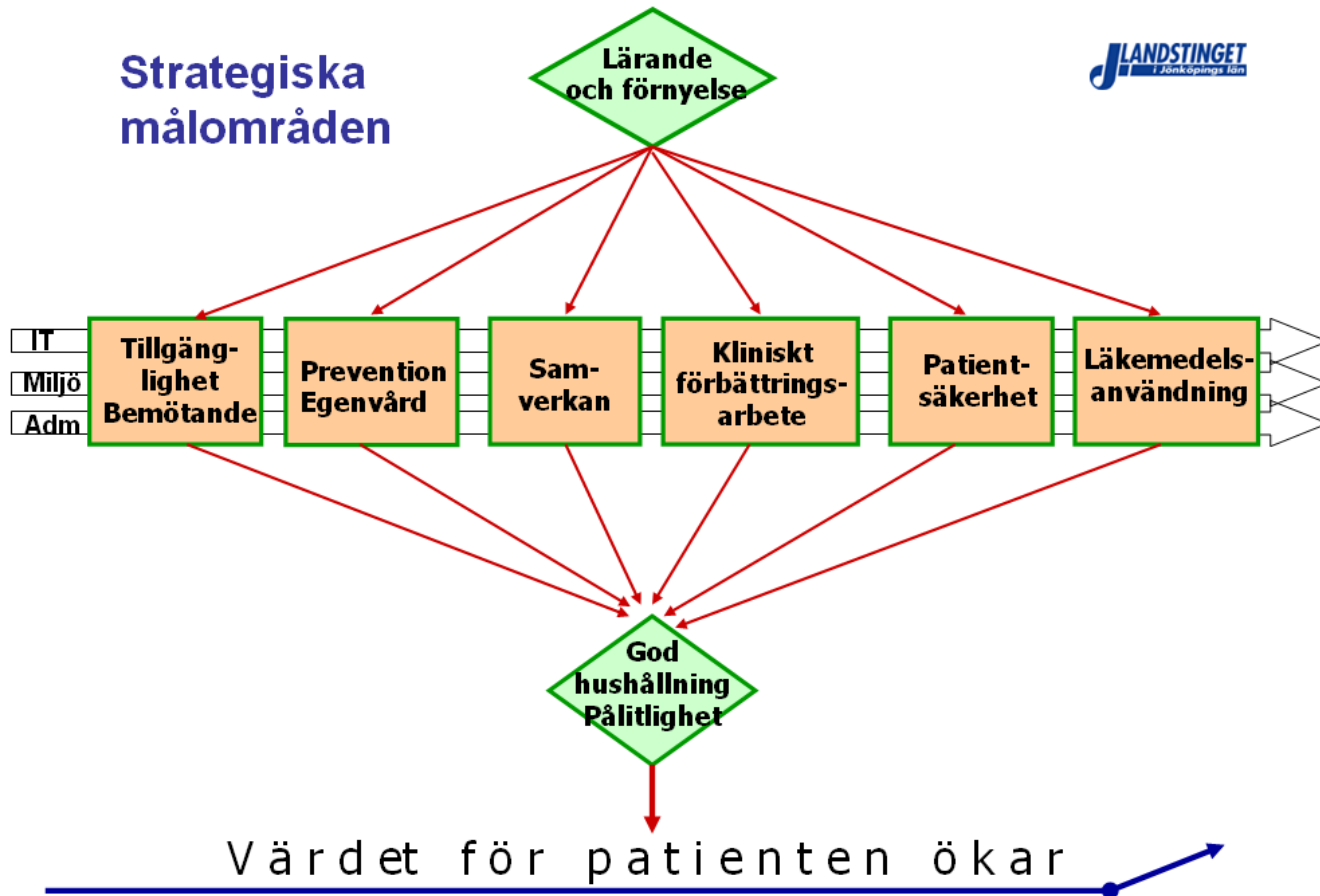 Strategiska
målområden
Lärande
och förnyelse
LANDSTINGET
i Jönköpings län
IT
Miljö
Adm
Tillgäng-
lighet
Bemötande
Prevention
Egenvård
Sam-
verkan
Kliniskt
förbättrings-
arbete
Patient-
säkerhet
Läkemedels-
användning
God
hushållning
Pålitlighet
Värdet för patienten ökar